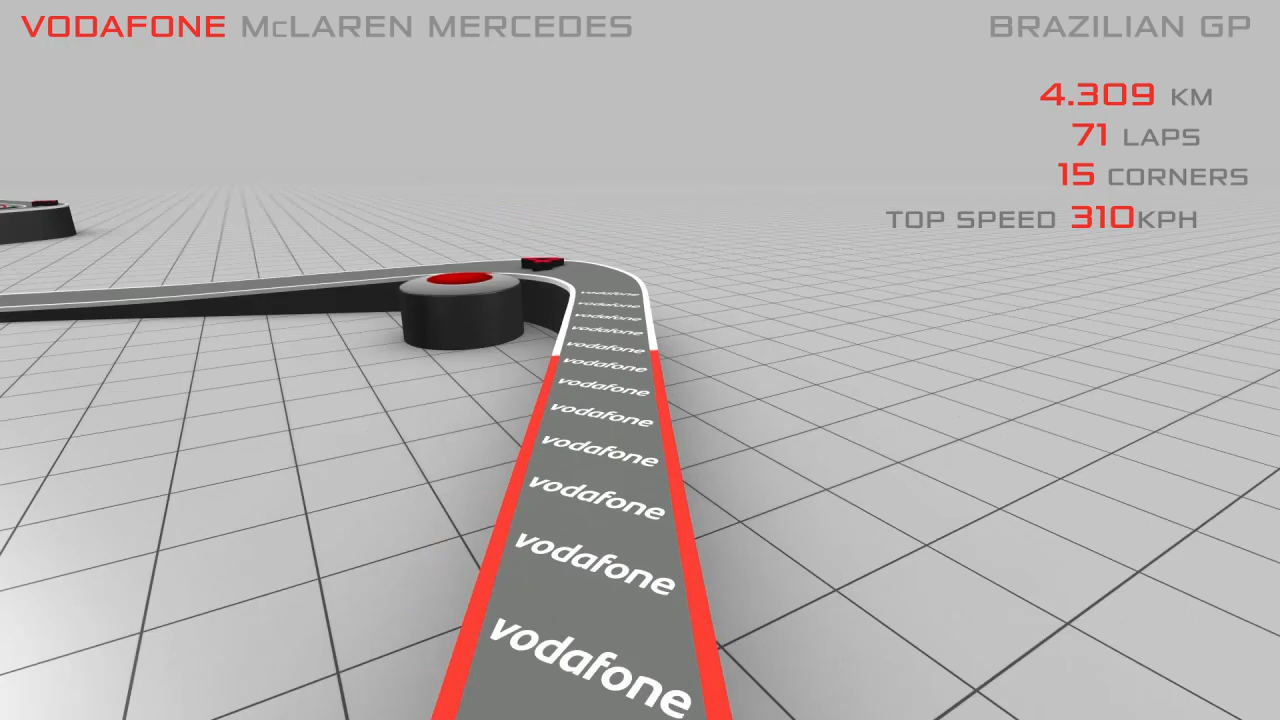 VODAFONE McLAREN MERCEDES
BRAZILIAN GP
4.309 KM
71 LAPS
15 CORNERS
TOP SPEED 310KPH
vodafone
vodafone
vodafone
vodafone
vodafone
vodafone
vodafone
vodafone
vodafone
vodafone
vodafone
vodafone